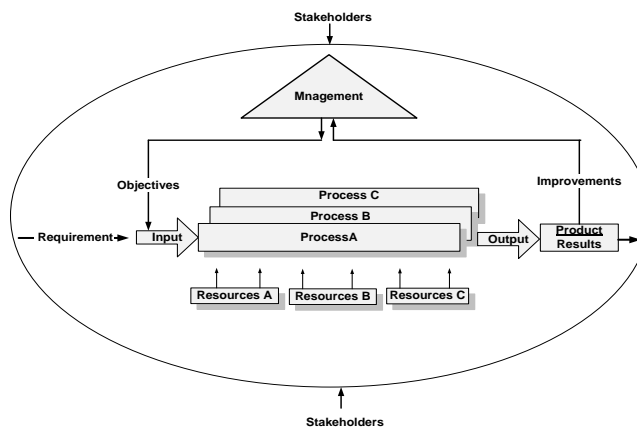 Stakeholders
Mnagement
Objectives
Improvements
Process C
Process B
ProcessA
Requirement
Input
Output
Product
Results
Resources A
Resources B
Resources C
Stakeholders